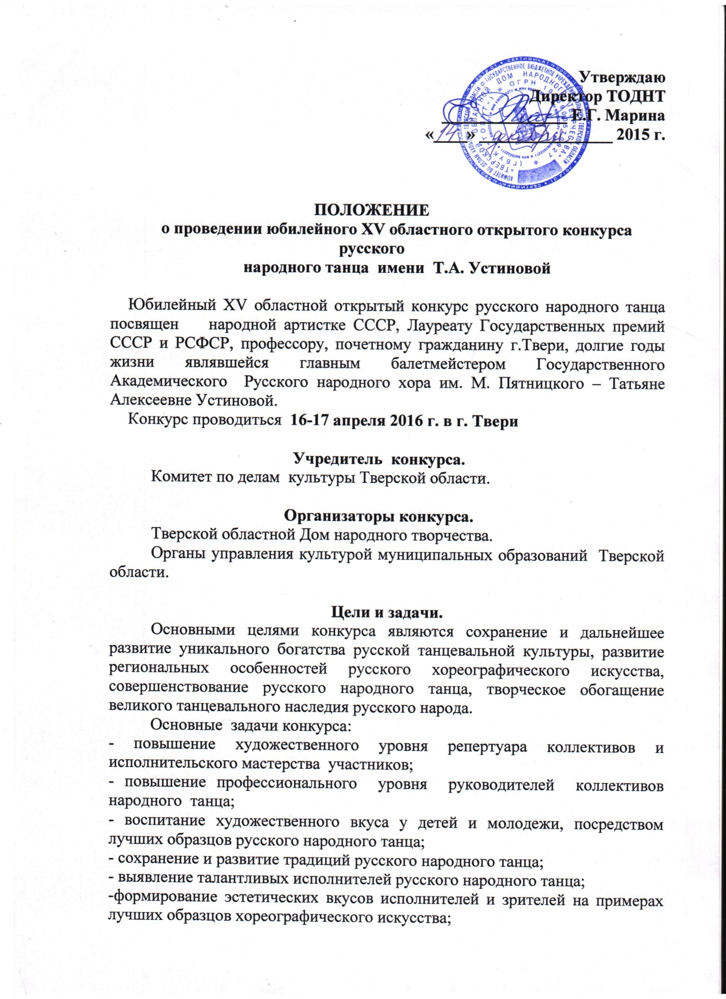 Утверждаю
Директор ТОДНТ
Е.Г. Марина
«14» декабря 2015 г.
ПОЛОЖЕНИЕ
о проведении юбилейного XV областного открытого конкурса
русского
народного танца имени Т.А. Устиновой
Юбилейный XV областной открытый конкурс русского народного танца
посвящен народной артистке СССР, Лауреату Государственных премий
СССР и РСФСР, профессору, почетному гражданину г.Твери, долгие годы
жизни являвшейся главным балетмейстером Государственного
Академического Русского народного хора им. М. Пятницкого – Татьяне
Алексеевне Устиновой.
Конкурс проводиться 16-17 апреля 2016 г. в г. Твери
Учредитель конкурса.
Комитет по делам культуры Тверской области.
Организаторы конкурса.
Тверской областной Дом народного творчества.
Органы управления культурой муниципальных образований Тверской
области.
Цели и задачи.
Основными целями конкурса являются сохранение и дальнейшее
развитие уникального богатства русской танцевальной культуры, развитие
региональных особенностей русского хореографического искусства,
совершенствование русского народного танца, творческое обогащение
великого танцевального наследия русского народа.
Основные задачи конкурса:
- повышение художественного уровня репертуара коллективов и
исполнительского мастерства участников;
- повышение профессионального уровня руководителей коллективов
народного танца;
- воспитание художественного вкуса у детей и молодежи, посредством
лучших образцов русского народного танца;
- сохранение и развитие традиций русского народного танца;
- выявление талантливых исполнителей русского народного танца;
-формирование эстетических вкусов исполнителей и зрителей на примерах
лучших образцов хореографического искусства;